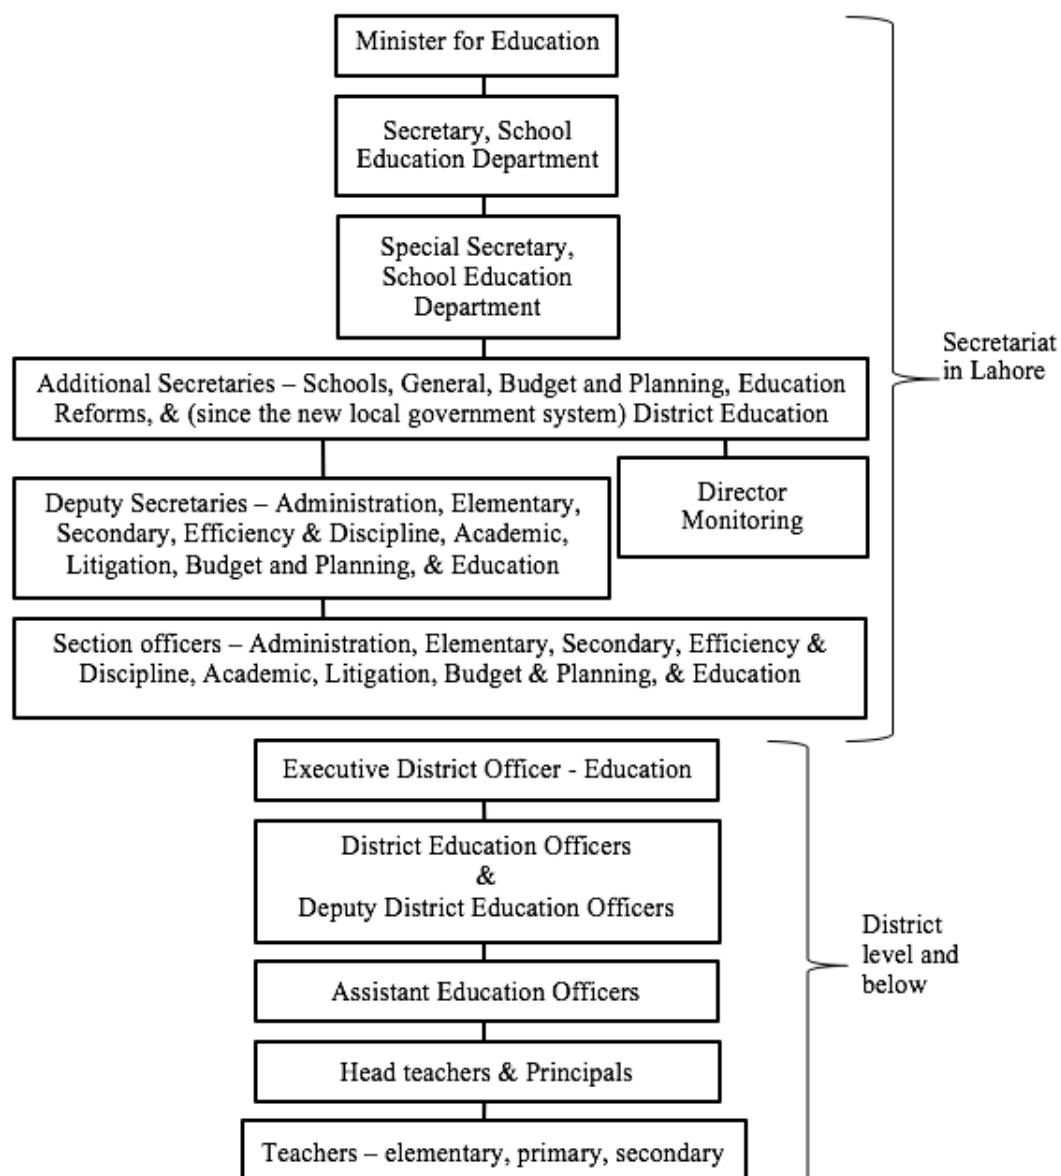 Minister for Education
Secretary, School
Education Department
Special Secretary,
School Education
Department
Secretariat
in Lahore
Additional Secretaries – Schools, General, Budget and Planning, Education
Reforms, & (since the new local government system) District Education
Deputy Secretaries – Administration, Elementary,
Secondary, Efficiency & Discipline, Academic,
Litigation, Budget and Planning, & Education
Director
Monitoring
Section officers – Administration, Elementary, Secondary, Efficiency &
Discipline, Academic, Litigation, Budget & Planning, & Education
Executive District Officer - Education
District Education Officers
&
Deputy District Education Officers
District
level and
below
Assistant Education Officers
Head teachers & Principals
Teachers – elementary, primary, secondary